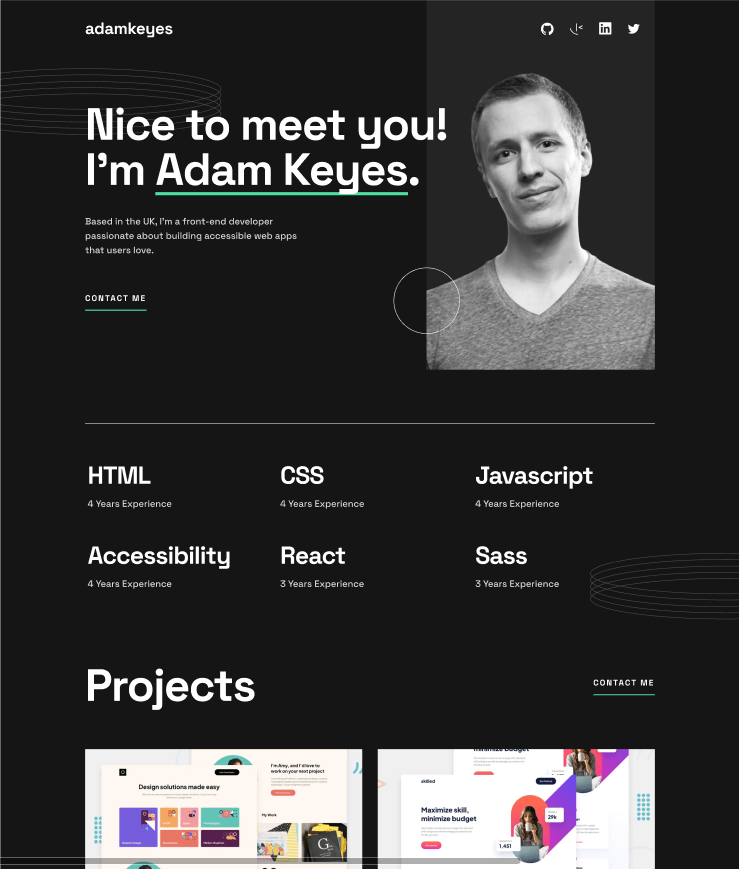 adamkeyes
Nice to meet you!
I'm Adam Keyes.
Based in the UK, I'm a front-end developer
passionate about building accessible web apps
that users love.
CONTACT ME
HTML
4 Years Experience
CSS
4 Years Experience
Javascript
4 Years Experience
Accessibility
4 Years Experience
React
3 Years Experience
Sass
3 Years Experience
Projects
CONTACT ME
I'm Amy, and I'd love to
work on your next project
Design solutions made easy
My Work
G
minimize budget
skilled
Maximize skill,
minimize budget
29k
1.451